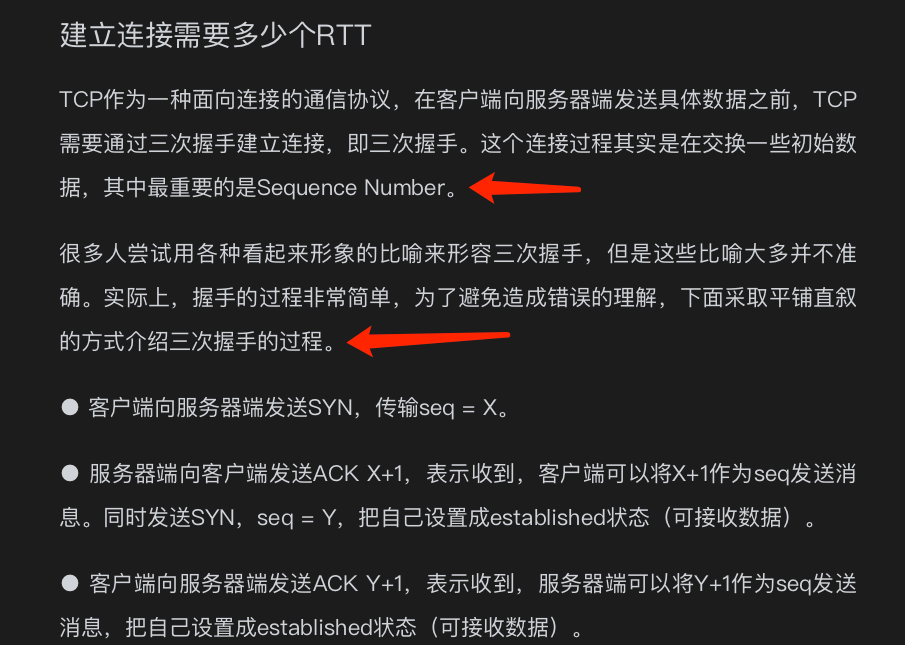 建立连接需要多少个RTT
TCP作为一种面向连接的通信协议，在客户端向服务器端发送具体数据之前，TCP
需要通过三次握手建立连接，即三次握手。这个连接过程其实是在交换一些初始数
据，其中最重要的是Sequence Number。
很多人尝试用各种看起来形象的比喻来形容三次握手，但是这些比喻大多并不准
确。实际上，握手的过程非常简单，为了避免造成错误的理解，下面采取平铺直叙
的方式介绍三次握手的过程。
● 客户端向服务器端发送SYN，传输seq = X。
● 服务器端向客户端发送ACK X+1，表示收到，客户端可以将X+1作为seq发送消
息。同时发送SYN，seq = Y，把自己设置成established状态（可接收数据）。
● 客户端向服务器端发送ACK Y+1，表示收到，服务器端可以将Y+1作为seq发送
消息，把自己设置成established状态（可接收数据）。